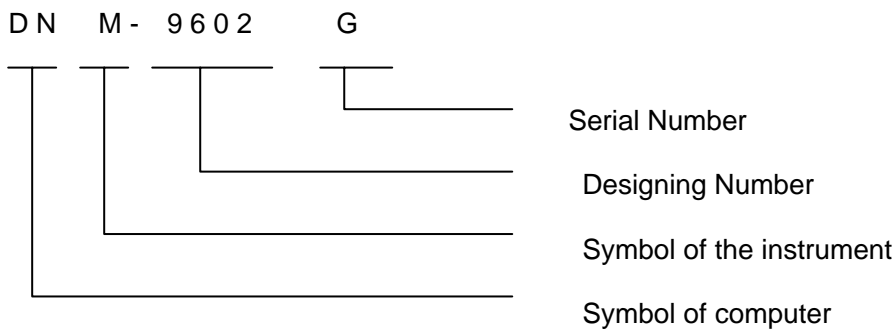 DN M- 9602 G
Serial Number
Designing Number
Symbol of the instrument
Symbol of computer